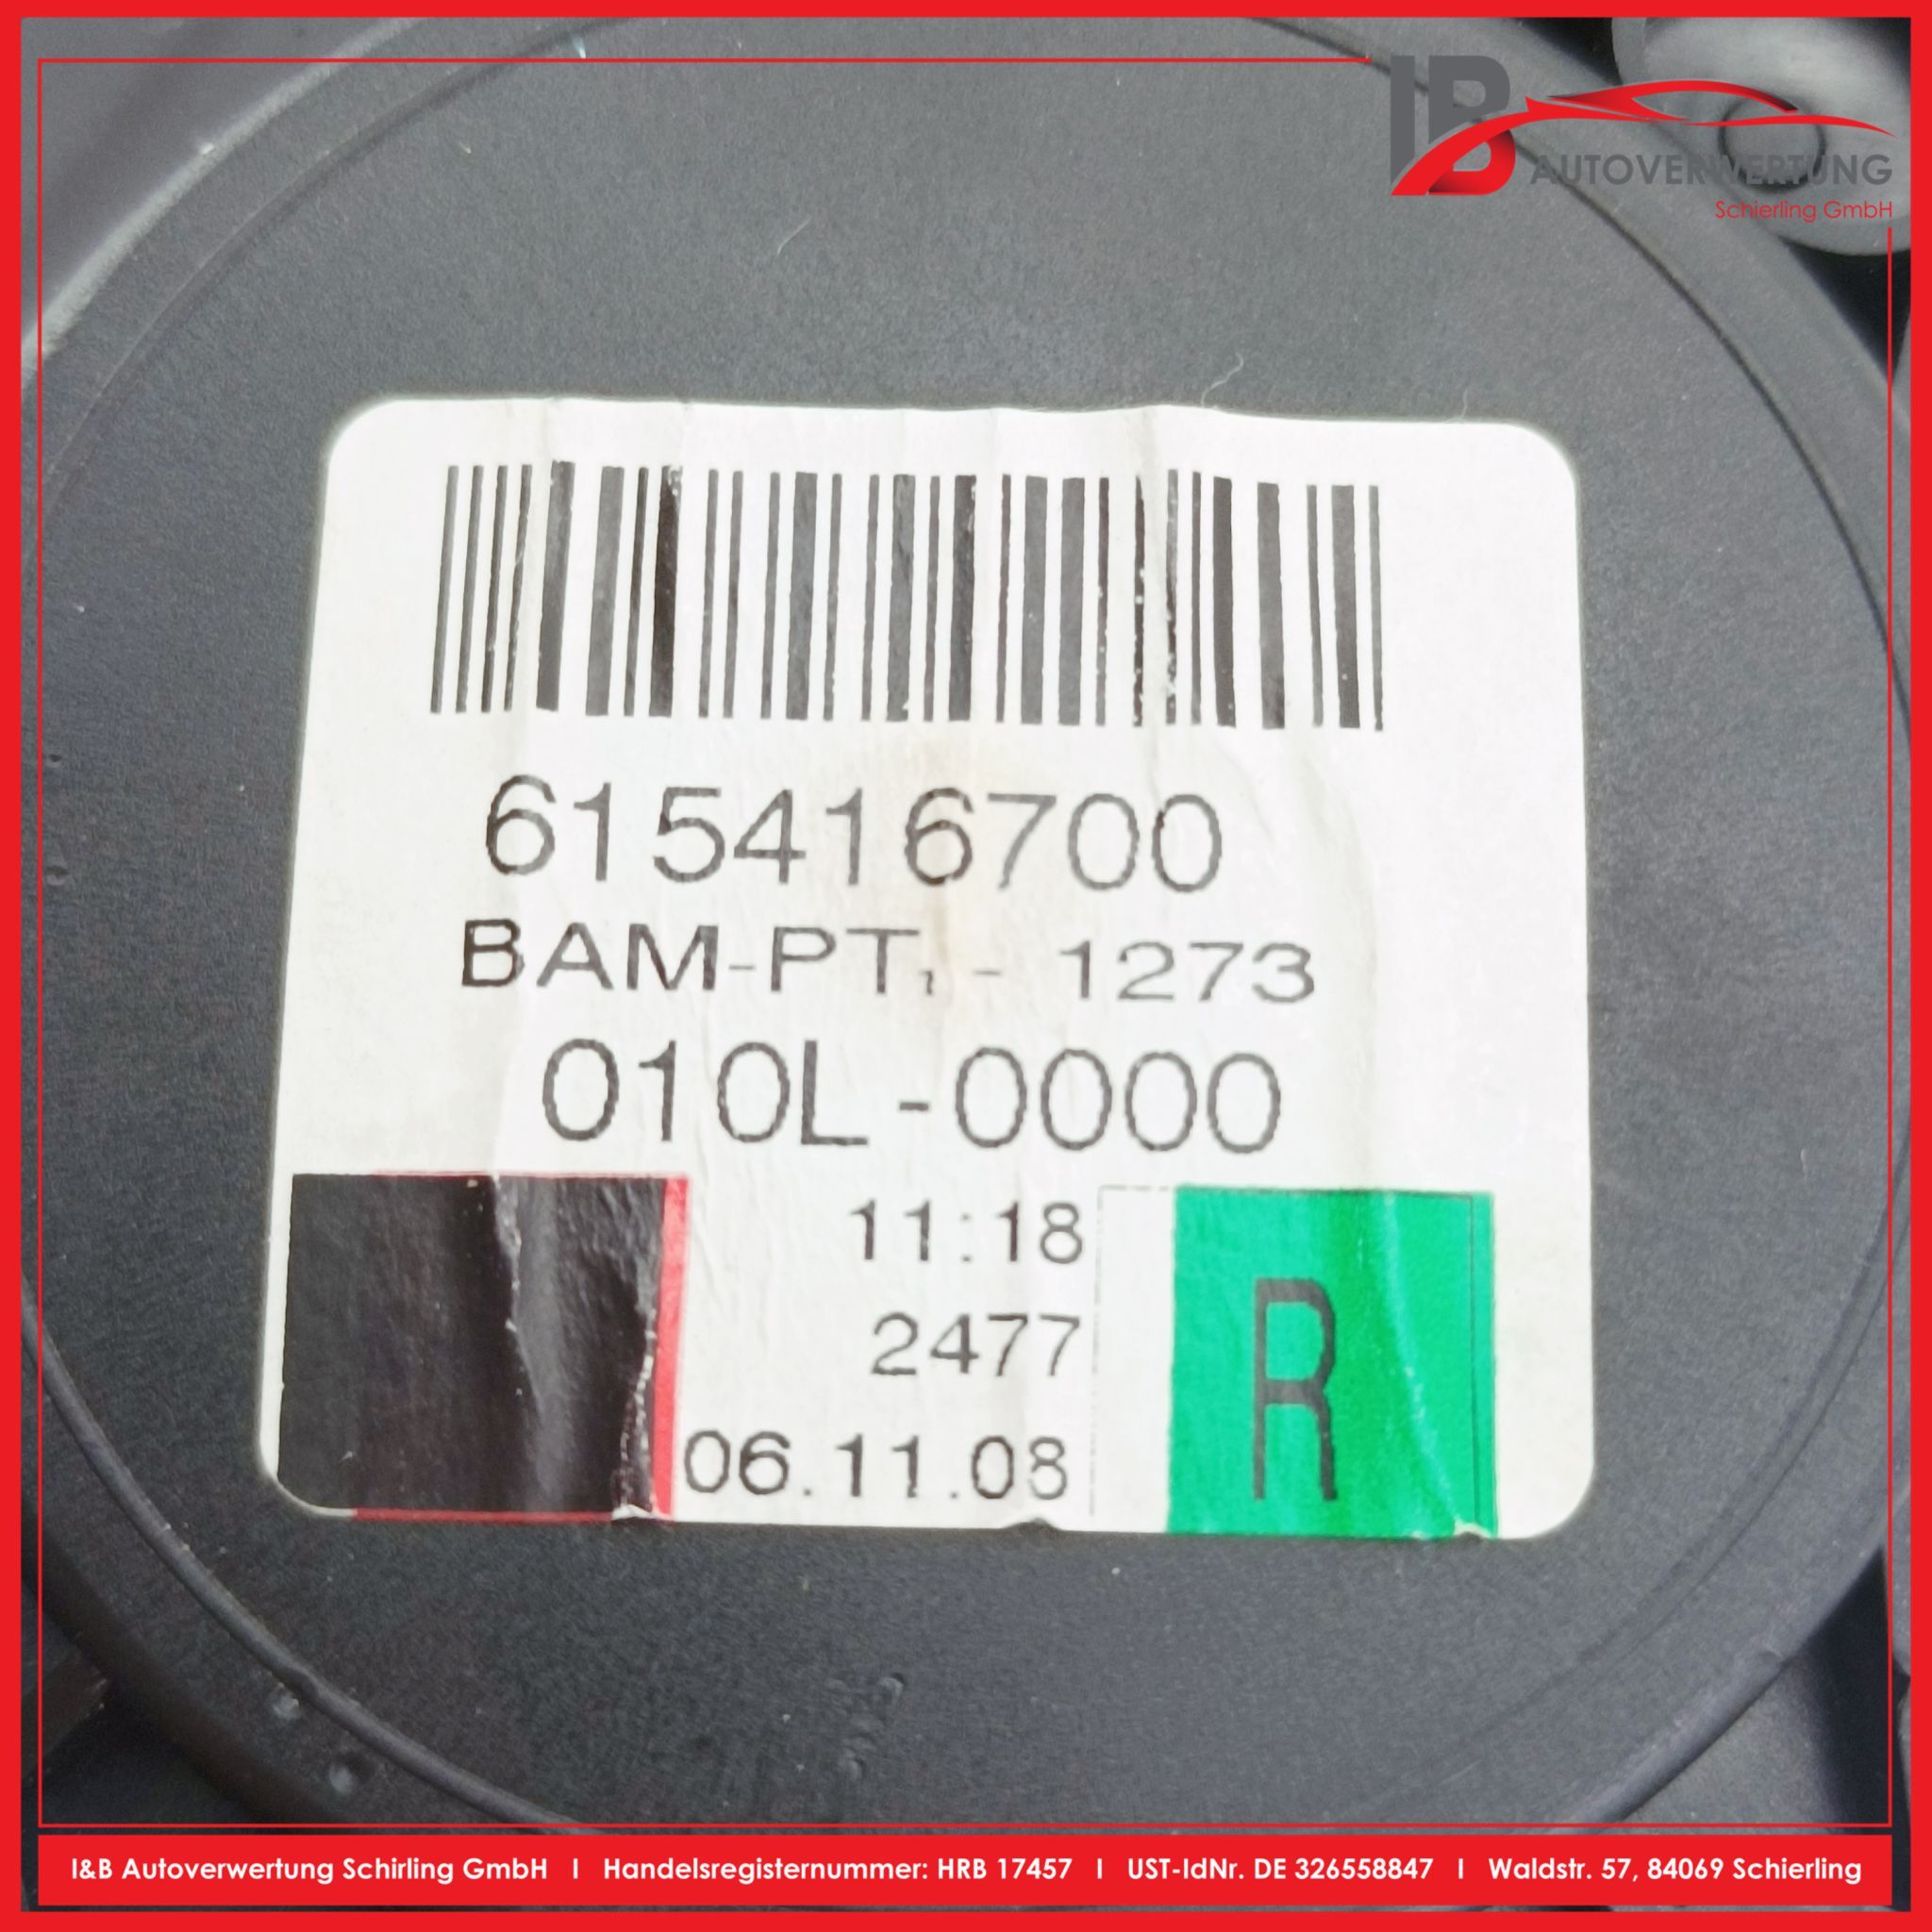 IB
AUTOVERWERTUNG
Schierling GmbH
615416700
BAM-PT, - 1273
010L-0000
11:18
2477
06.11.08
R
I&B Autoverwertung Schirling GmbH I Handelsregisternummer: HRB 17457 I UST-IdNr. DE 326558847 I Waldstr. 57, 84069 Schierling